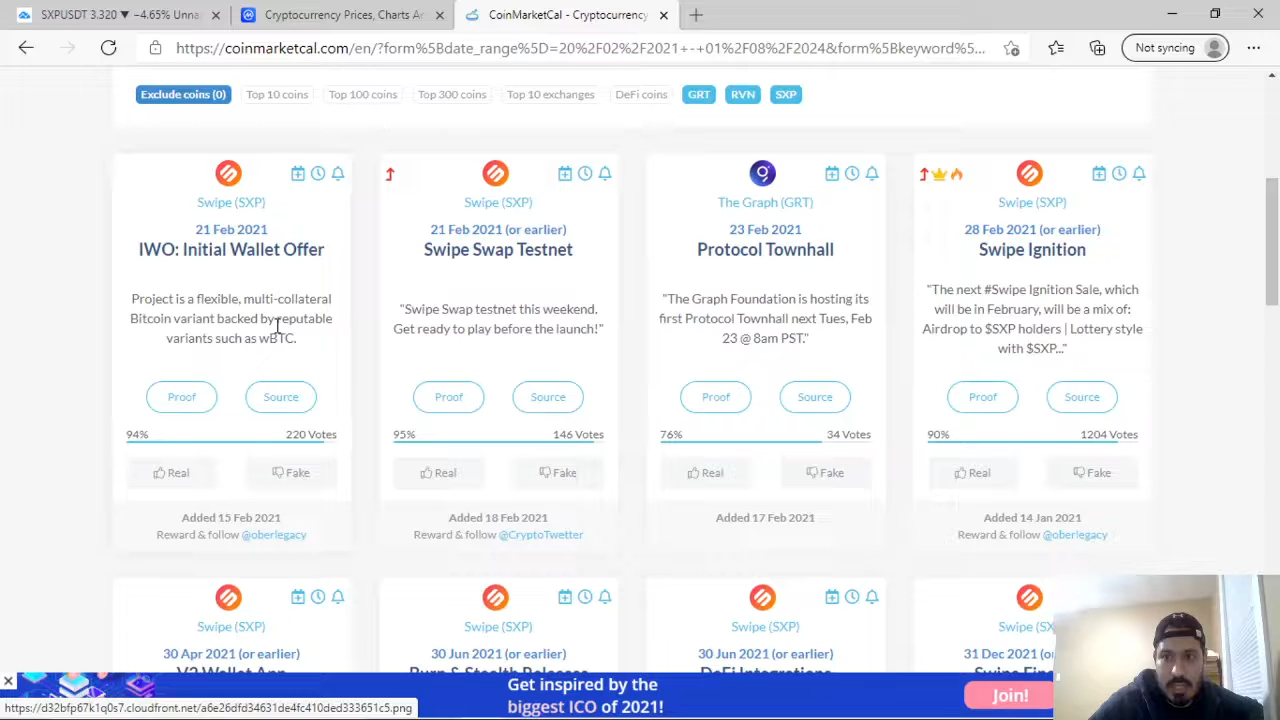 SXPUSDT 3.320 ▼ −4.65% Unna
Cryptocurrency Prices, Charts A
CoinMarketCal - Cryptocurrency
https://coinmarketcal.com/en/?form%5Bdate_range%5D=20%2F02%2F2021+-+01%2F08%2F2024&form%5Bkeyword%5...
Not syncing
Exclude coins (0)
Top 10 coins
Top 100 coins
Top 300 coins
Top 10 exchanges
DeFi coins
GRT
RVN
SXP
Swipe (SXP)
21 Feb 2021
IWO: Initial Wallet Offer
Project is a flexible, multi-collateral
Bitcoin variant backed by reputable
variants such as wBTC.
Proof
Source
94%
220 Votes
Real
Fake
Added 15 Feb 2021
Reward & follow @oberlegacy
Swipe (SXP)
21 Feb 2021 (or earlier)
Swipe Swap Testnet
"Swipe Swap testnet this weekend.
Get ready to play before the launch!"
Proof
Source
95%
146 Votes
Real
Fake
Added 18 Feb 2021
Reward & follow @CryptoTwetter
The Graph (GRT)
23 Feb 2021
Protocol Townhall
"The Graph Foundation is hosting its
first Protocol Townhall next Tues, Feb
23 @ 8am PST."
Proof
Source
76%
34 Votes
Real
Fake
Added 17 Feb 2021
Swipe (SXP)
28 Feb 2021 (or earlier)
Swipe Ignition
"The next #Swipe Ignition Sale, which
will be in February, will be a mix of:
Airdrop to $SXP holders | Lottery style
with $SXP..."
Proof
Source
90%
1204 Votes
Real
Fake
Added 14 Jan 2021
Reward & follow @oberlegacy
Swipe (SXP)
30 Apr 2021 (or earlier)
V2 Wallet App
Swipe (SXP)
30 Jun 2021 (or earlier)
Burn & Stealth Releases
Swipe (SXP)
30 Jun 2021 (or earlier)
DeFi Integrations
Swipe (SX
31 Dec 2021 (o
Get inspired by the
biggest ICO of 2021!
Join!